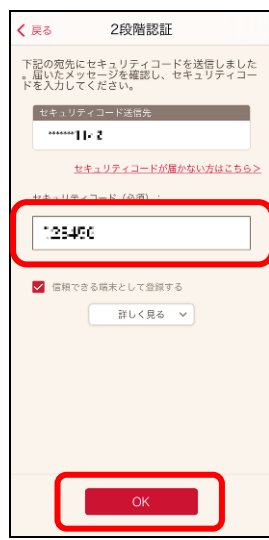 戻る 2段階認証
下記の宛先にセキュリティコードを送信しました
。届いたメッセージを確認し、セキュリティコー
ドを入力してください。
セキュリティコード送信先
セキュリティコードが届かない方はこちら>
セキュリティコード（必須）：
123456
信頼できる端末として登録する
詳しく見る
OK